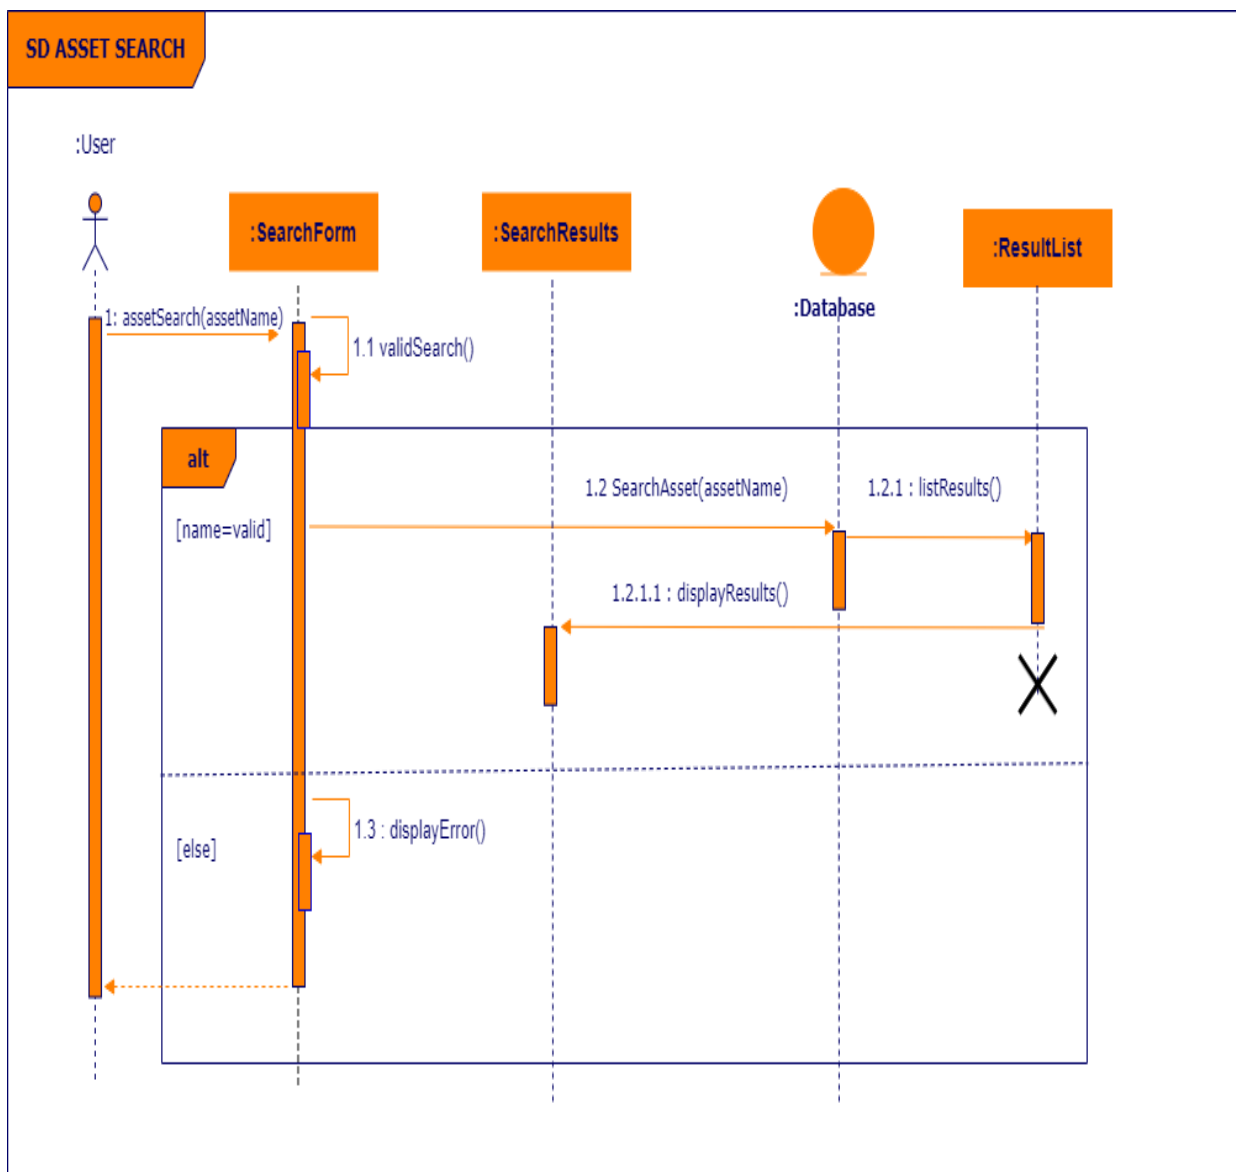 SD ASSET SEARCH
:User
:SearchForm
:SearchResults
:Database
:ResultList
1: assetSearch(assetName)
1.1 validSearch()
alt
[name=valid]
1.2 SearchAsset(assetName)
1.2.1 : listResults()
1.2.1.1 : displayResults()
[else]
1.3 : displayError()